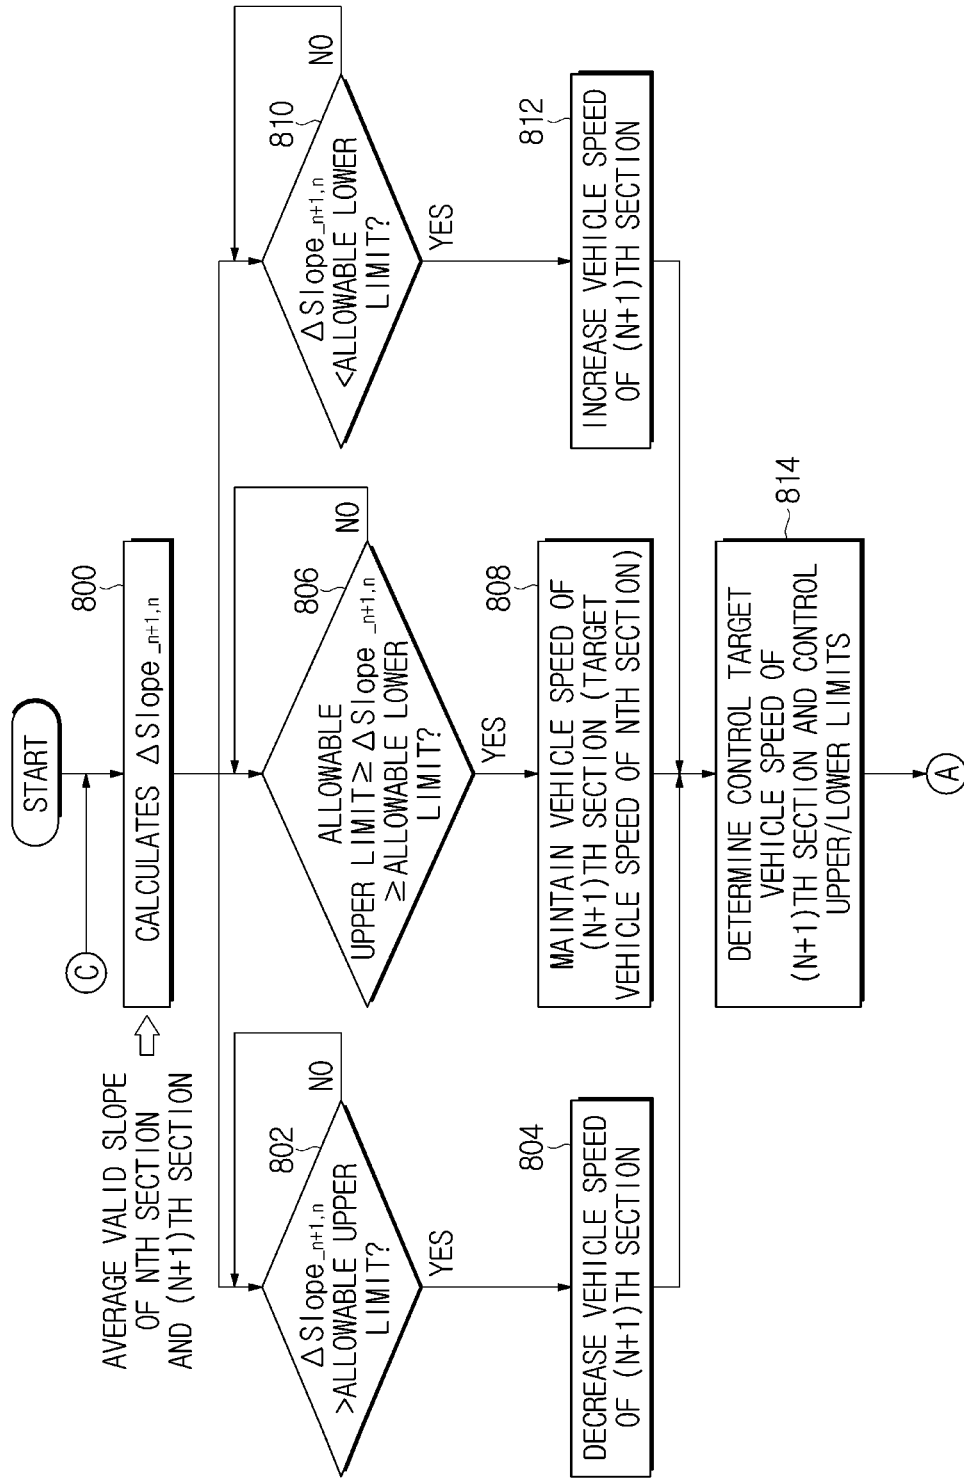 START
C
AVERAGE VALID SLOPE
OF NTH SECTION
AND (N+1)TH SECTION
800
CALCULATES ΔSlope_n+1,n
802
ΔSlope_n+1,n
>ALLOWABLE UPPER
LIMIT?
NO
YES
806
ALLOWABLE
UPPER LIMIT≥ΔSlope_n+1,n
≥ALLOWABLE LOWER
LIMIT?
NO
YES
810
ΔSlope_n+1,n
<ALLOWABLE LOWER
LIMIT?
NO
YES
804
DECREASE VEHICLE SPEED
OF (N+1)TH SECTION
808
MAINTAIN VEHICLE SPEED OF
(N+1)TH SECTION (TARGET
VEHICLE SPEED OF NTH SECTION)
812
INCREASE VEHICLE SPEED
OF (N+1)TH SECTION
814
DETERMINE CONTROL TARGET
VEHICLE SPEED OF
(N+1)TH SECTION AND CONTROL
UPPER/LOWER LIMITS
A